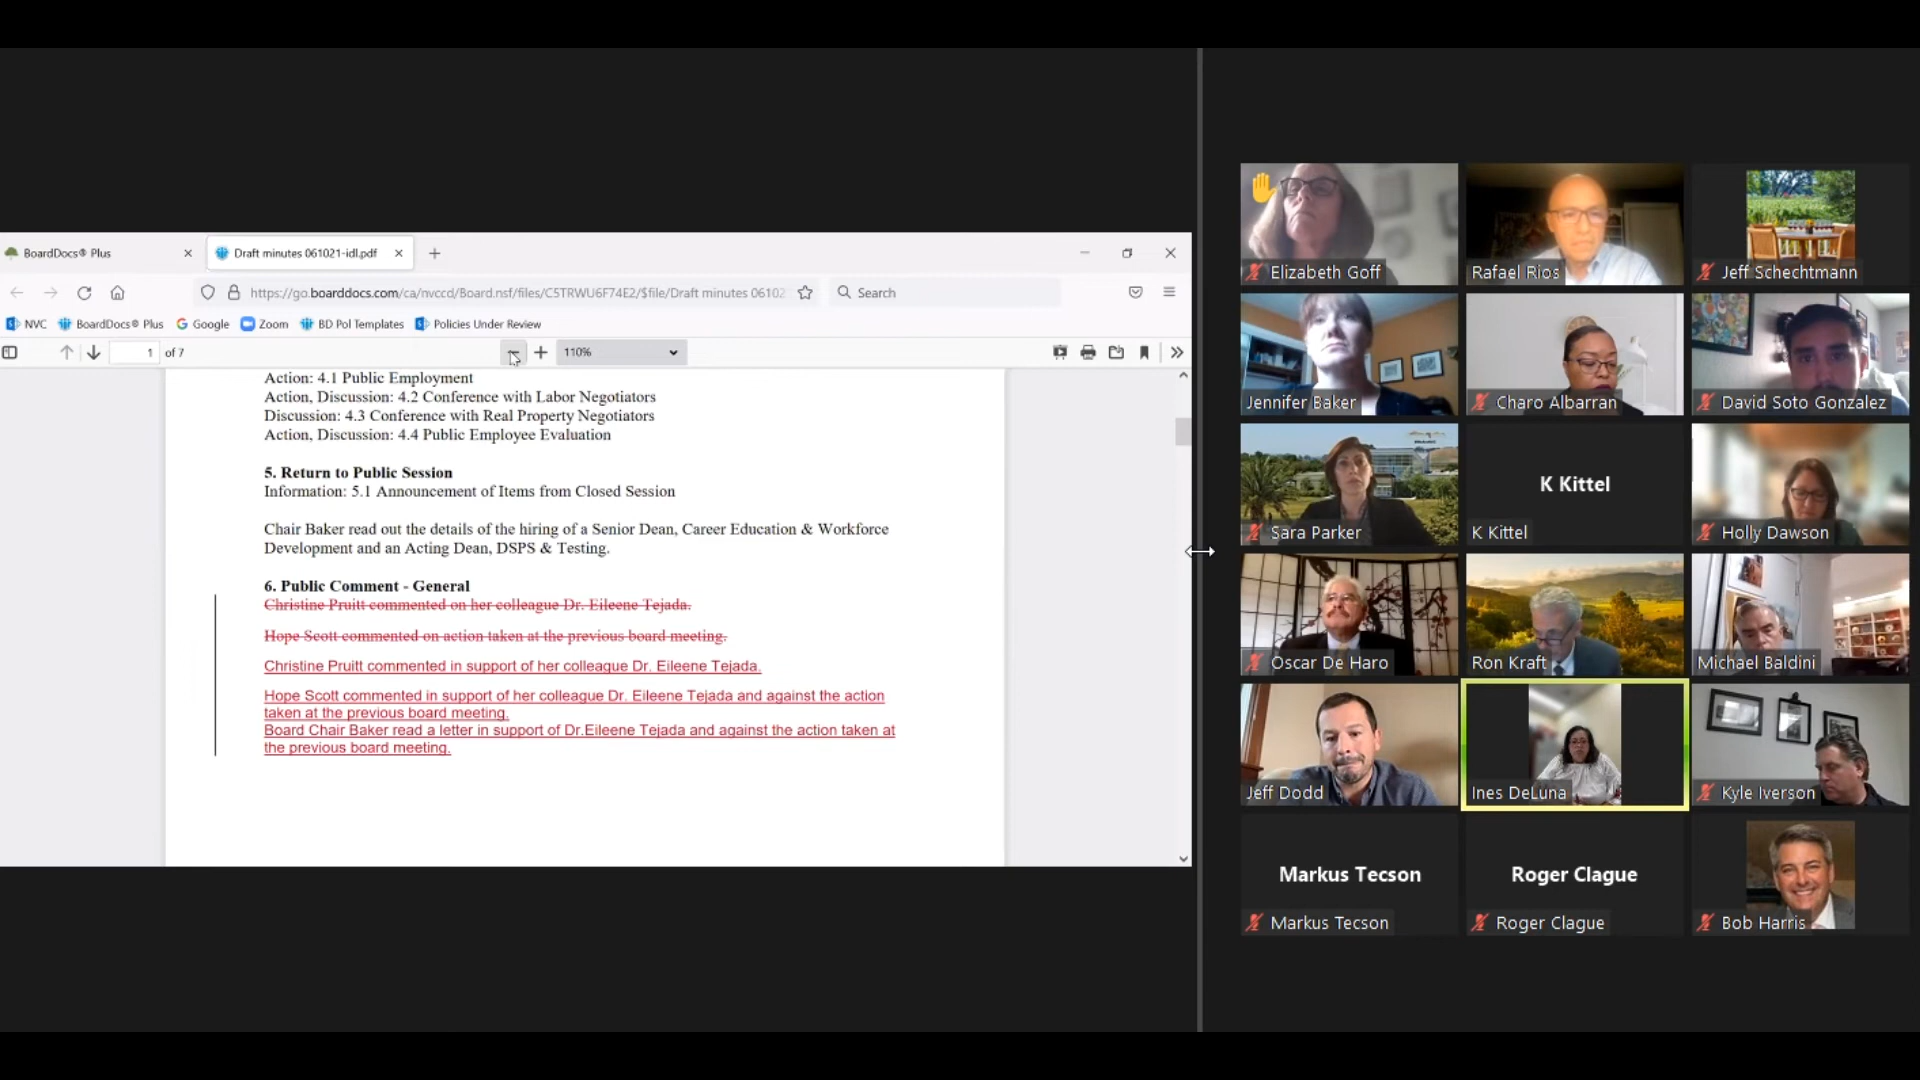 BoardDocs® Plus
Draft minutes 061021-idl.pdf
https://go.boarddocs.com/ca/nvccd/Board.nsf/files/C5TRWU6F74E2/$file/Draft minutes 06102
Search
NVC
BoardDocs® Plus
Google
Zoom
BD Pol Templates
Policies Under Review
1 of 7
110%
Action: 4.1 Public Employment
Action, Discussion: 4.2 Conference with Labor Negotiators
Discussion: 4.3 Conference with Real Property Negotiators
Action, Discussion: 4.4 Public Employee Evaluation
5. Return to Public Session
Information: 5.1 Announcement of Items from Closed Session
Chair Baker read out the details of the hiring of a Senior Dean, Career Education & Workforce
Development and an Acting Dean, DSPS & Testing.
6. Public Comment - General
Christine Pruitt commented on her colleague Dr. Eileene Tejada.
Hope Scott commented on action taken at the previous board meeting.
Christine Pruitt commented in support of her colleague Dr. Eileene Tejada.
Hope Scott commented in support of her colleague Dr. Eileene Tejada and against the action
taken at the previous board meeting.
Board Chair Baker read a letter in support of Dr.Eileene Tejada and against the action taken at
the previous board meeting.
Elizabeth Goff
Rafael Rios
Jeff Schechtmann
Jennifer Baker
Charo Albarran
David Soto Gonzalez
Sara Parker
K Kittel
K Kittel
Holly Dawson
Oscar De Haro
Ron Kraft
Michael Baldini
Jeff Dodd
Ines DeLuna
Kyle Iverson
Markus Tecson
Markus Tecson
Roger Clague
Roger Clague
Bob Harris